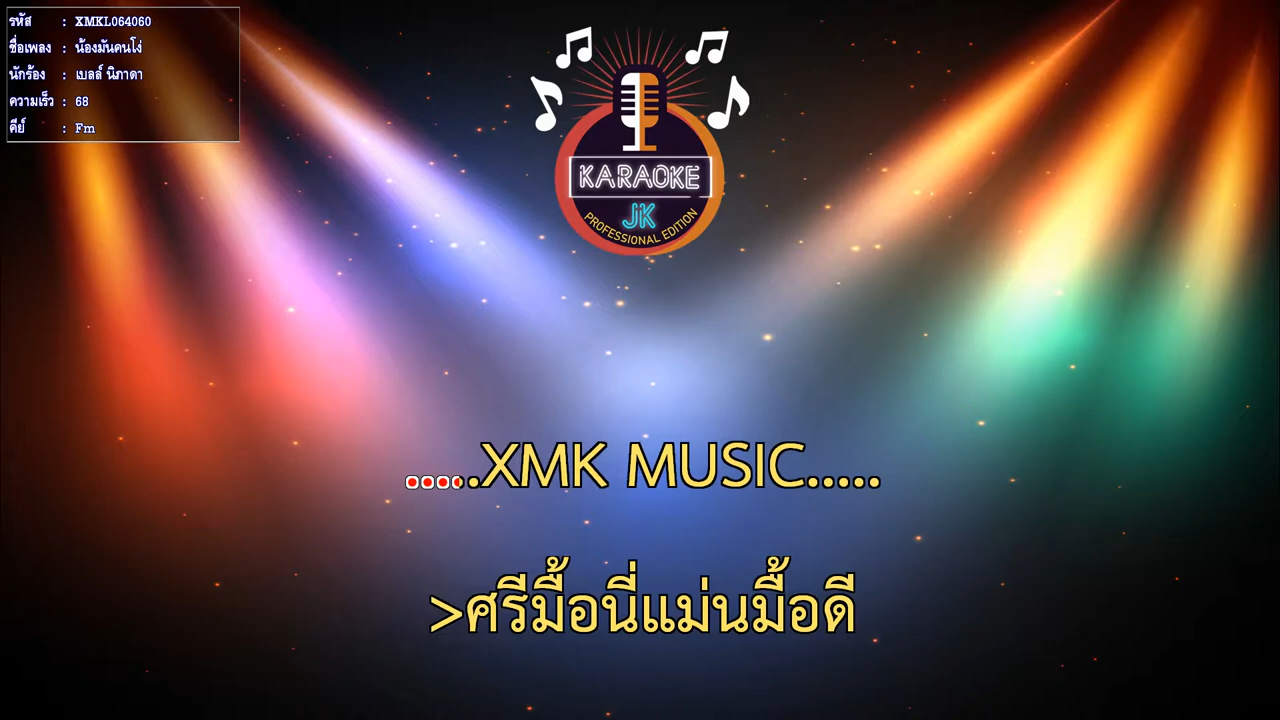 รหัส : XMKL064060
ชื่อเพลง : น้องมันคนโง่
นักร้อง : เบลล์ นิภาดา
ความเร็ว : 68
คีย์ : Fm
KARAOKE
JK
PROFESSIONAL EDITION
.....XMK MUSIC.....
>ศรีมื้อนี่แม่นมื้อดี